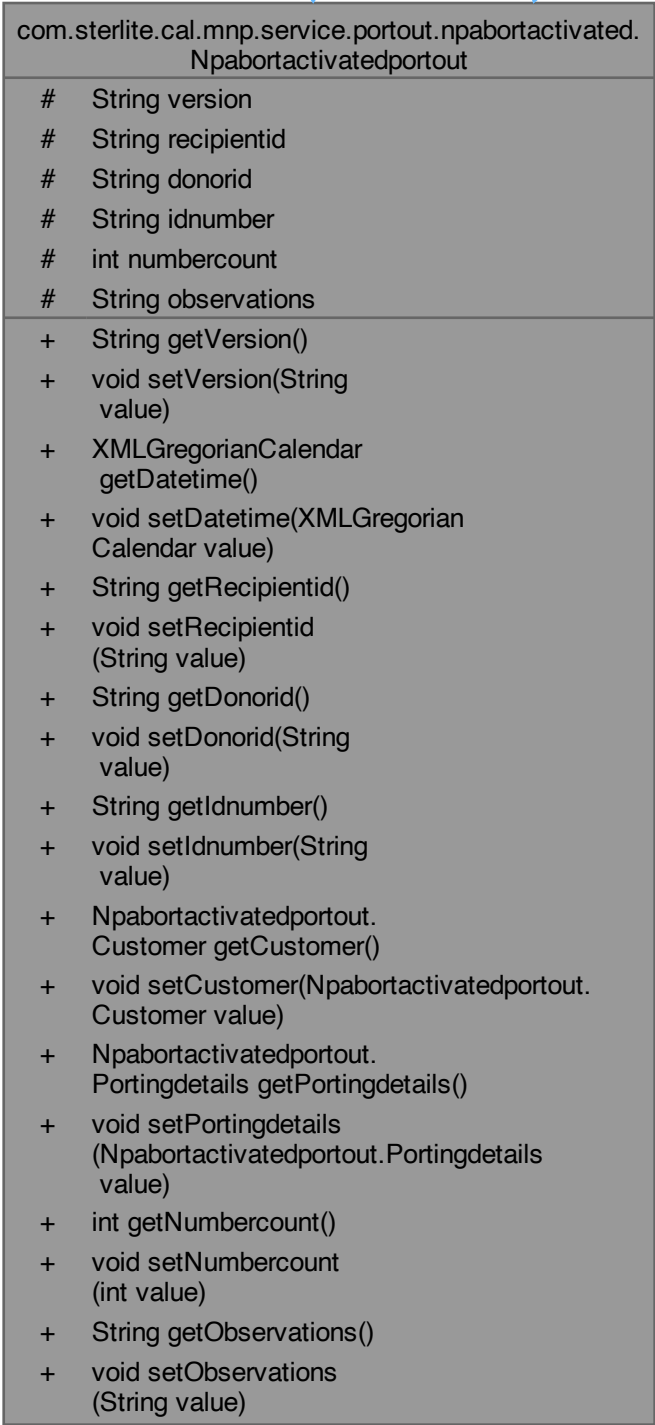 com.sterlite.cal.mnp.service.portout.npabortactivated.
Npabortactivatedportout
# String version
# String recipientid
# String donorid
# String idnumber
# int numbercount
# String observations
+ String getVersion()
+ void setVersion(String
value)
+ XMLGregorianCalendar
getDatetime()
+ void setDatetime(XMLGregorian
Calendar value)
+ String getRecipientid()
+ void setRecipientid
(String value)
+ String getDonorid()
+ void setDonorid(String
value)
+ String getIdnumber()
+ void setIdnumber(String
value)
+ Npabortactivatedportout.
Customer getCustomer()
+ void setCustomer(Npabortactivatedportout.
Customer value)
+ Npabortactivatedportout.
Portingdetails getPortingdetails()
+ void setPortingdetails
(Npabortactivatedportout.Portingdetails
value)
+ int getNumbercount()
+ void setNumbercount
(int value)
+ String getObservations()
+ void setObservations
(String value)